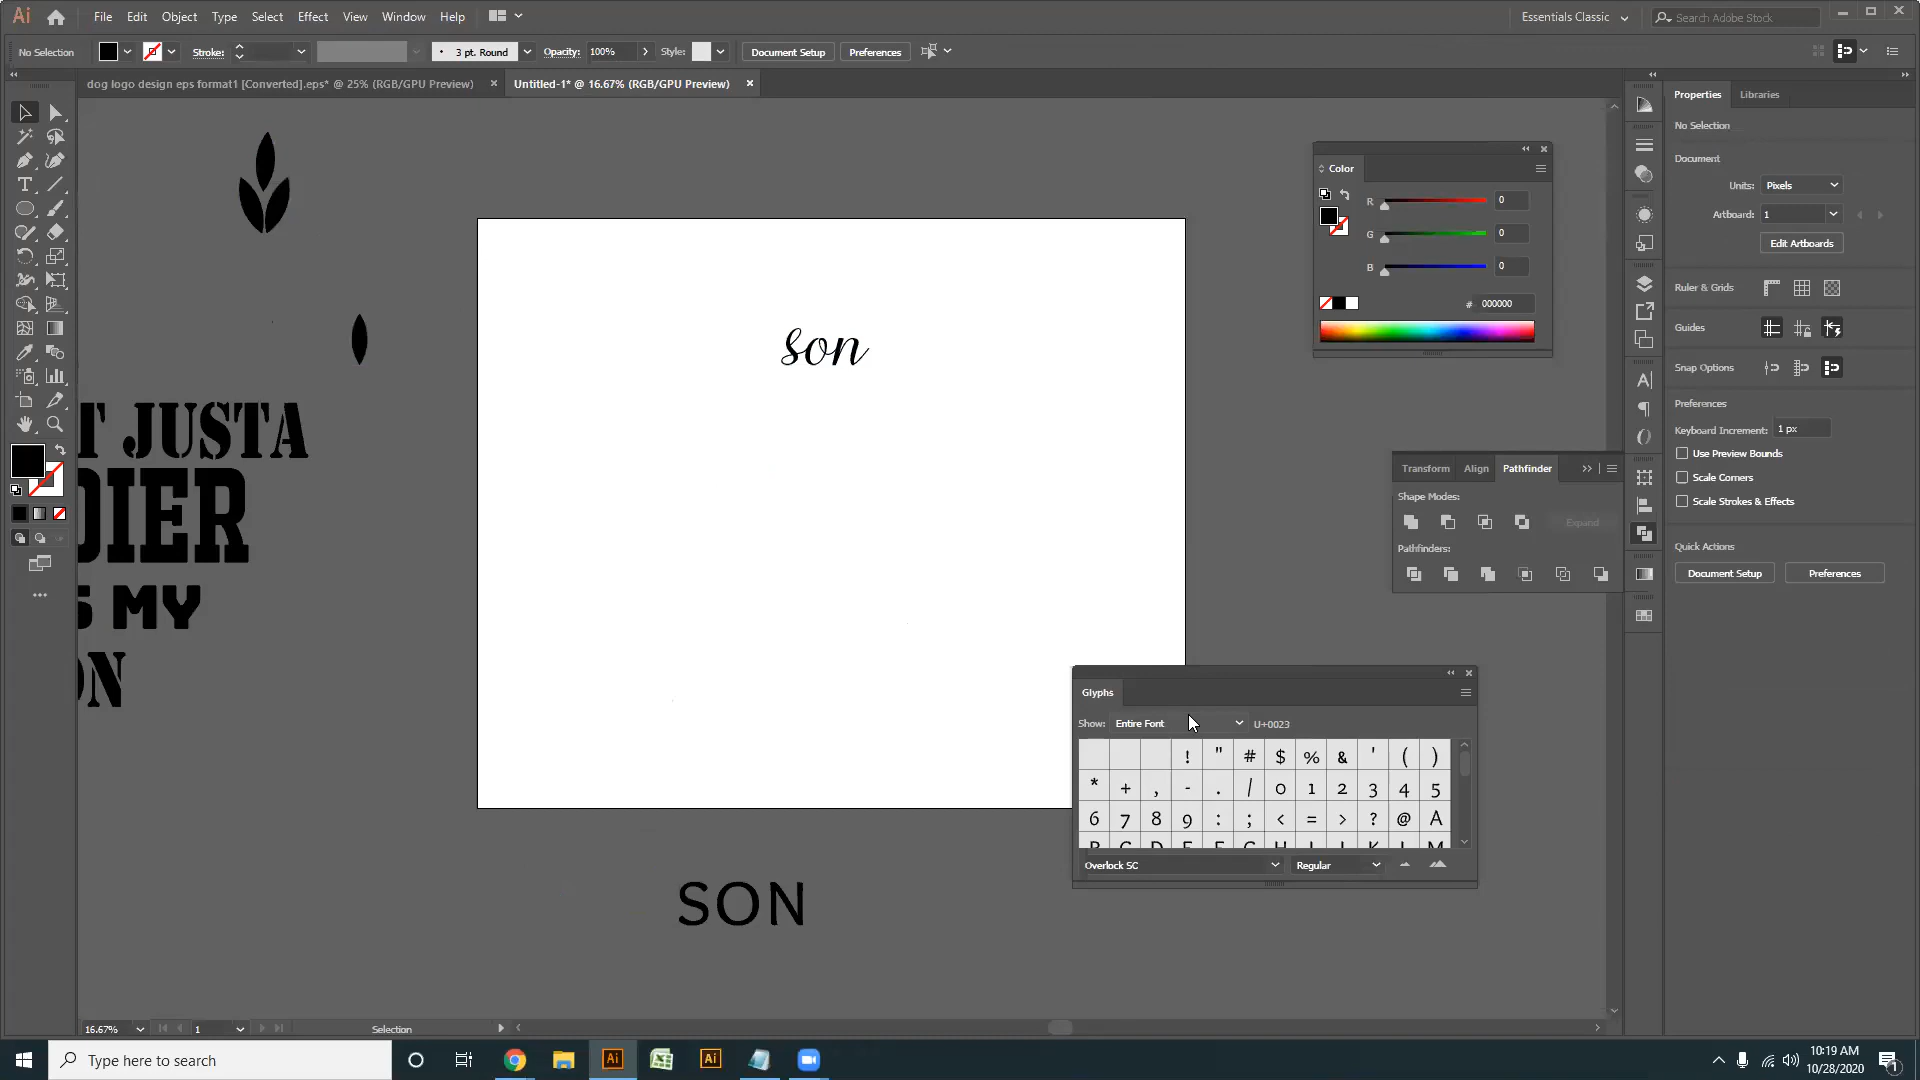 Ai File Edit Object Type Select Effect View Window Help Essentials Classic Search Adobe Stock
No Selection Stroke: 3 pt. Round Opacity: 100% Style: Document Setup Preferences
dog logo design eps format1 [Converted].eps* @ 25% (RGB/GPU Preview) Untitled-1* @ 16.67% (RGB/GPU Preview)
Properties Libraries
No Selection
Document
Units: Pixels
Artboard: 1
Edit Artboards
Ruler & Grids
Guides
Snap Options
Preferences
Keyboard Increment: 1 px
Use Preview Bounds
Scale Corners
Scale Strokes & Effects
Quick Actions
Document Setup Preferences
Color
R 0
G 0
B 0
# 000000
Transform Align Pathfinder
Shape Modes:
Expand
Pathfinders:
son
T JUSTA
DIER
S MY
ON
SON
Glyphs
Show: Entire Font U+0023
! " # $ % & ' ( )
* + , - . / 0 1 2 3 4 5
6 7 8 9 : ; < = > ? @ A
B C D E F G H I J K L M
Overlock SC Regular
16.67% 1 Selection
Type here to search
10:19 AM
10/28/2020
1